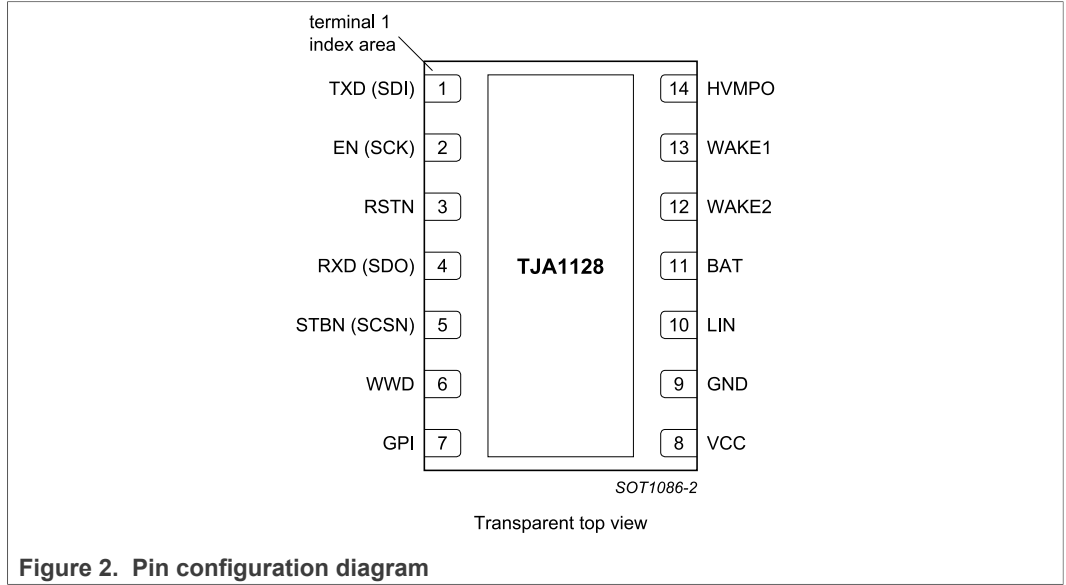 terminal 1
index area
TXD (SDI) 1
14 HVMPO
EN (SCK) 2
13 WAKE1
RSTN 3
12 WAKE2
RXD (SDO) 4
TJA1128
11 BAT
STBN (SCSN) 5
10 LIN
WWD 6
9 GND
GPI 7
8 VCC
SOT1086-2
Transparent top view
Figure 2. Pin configuration diagram